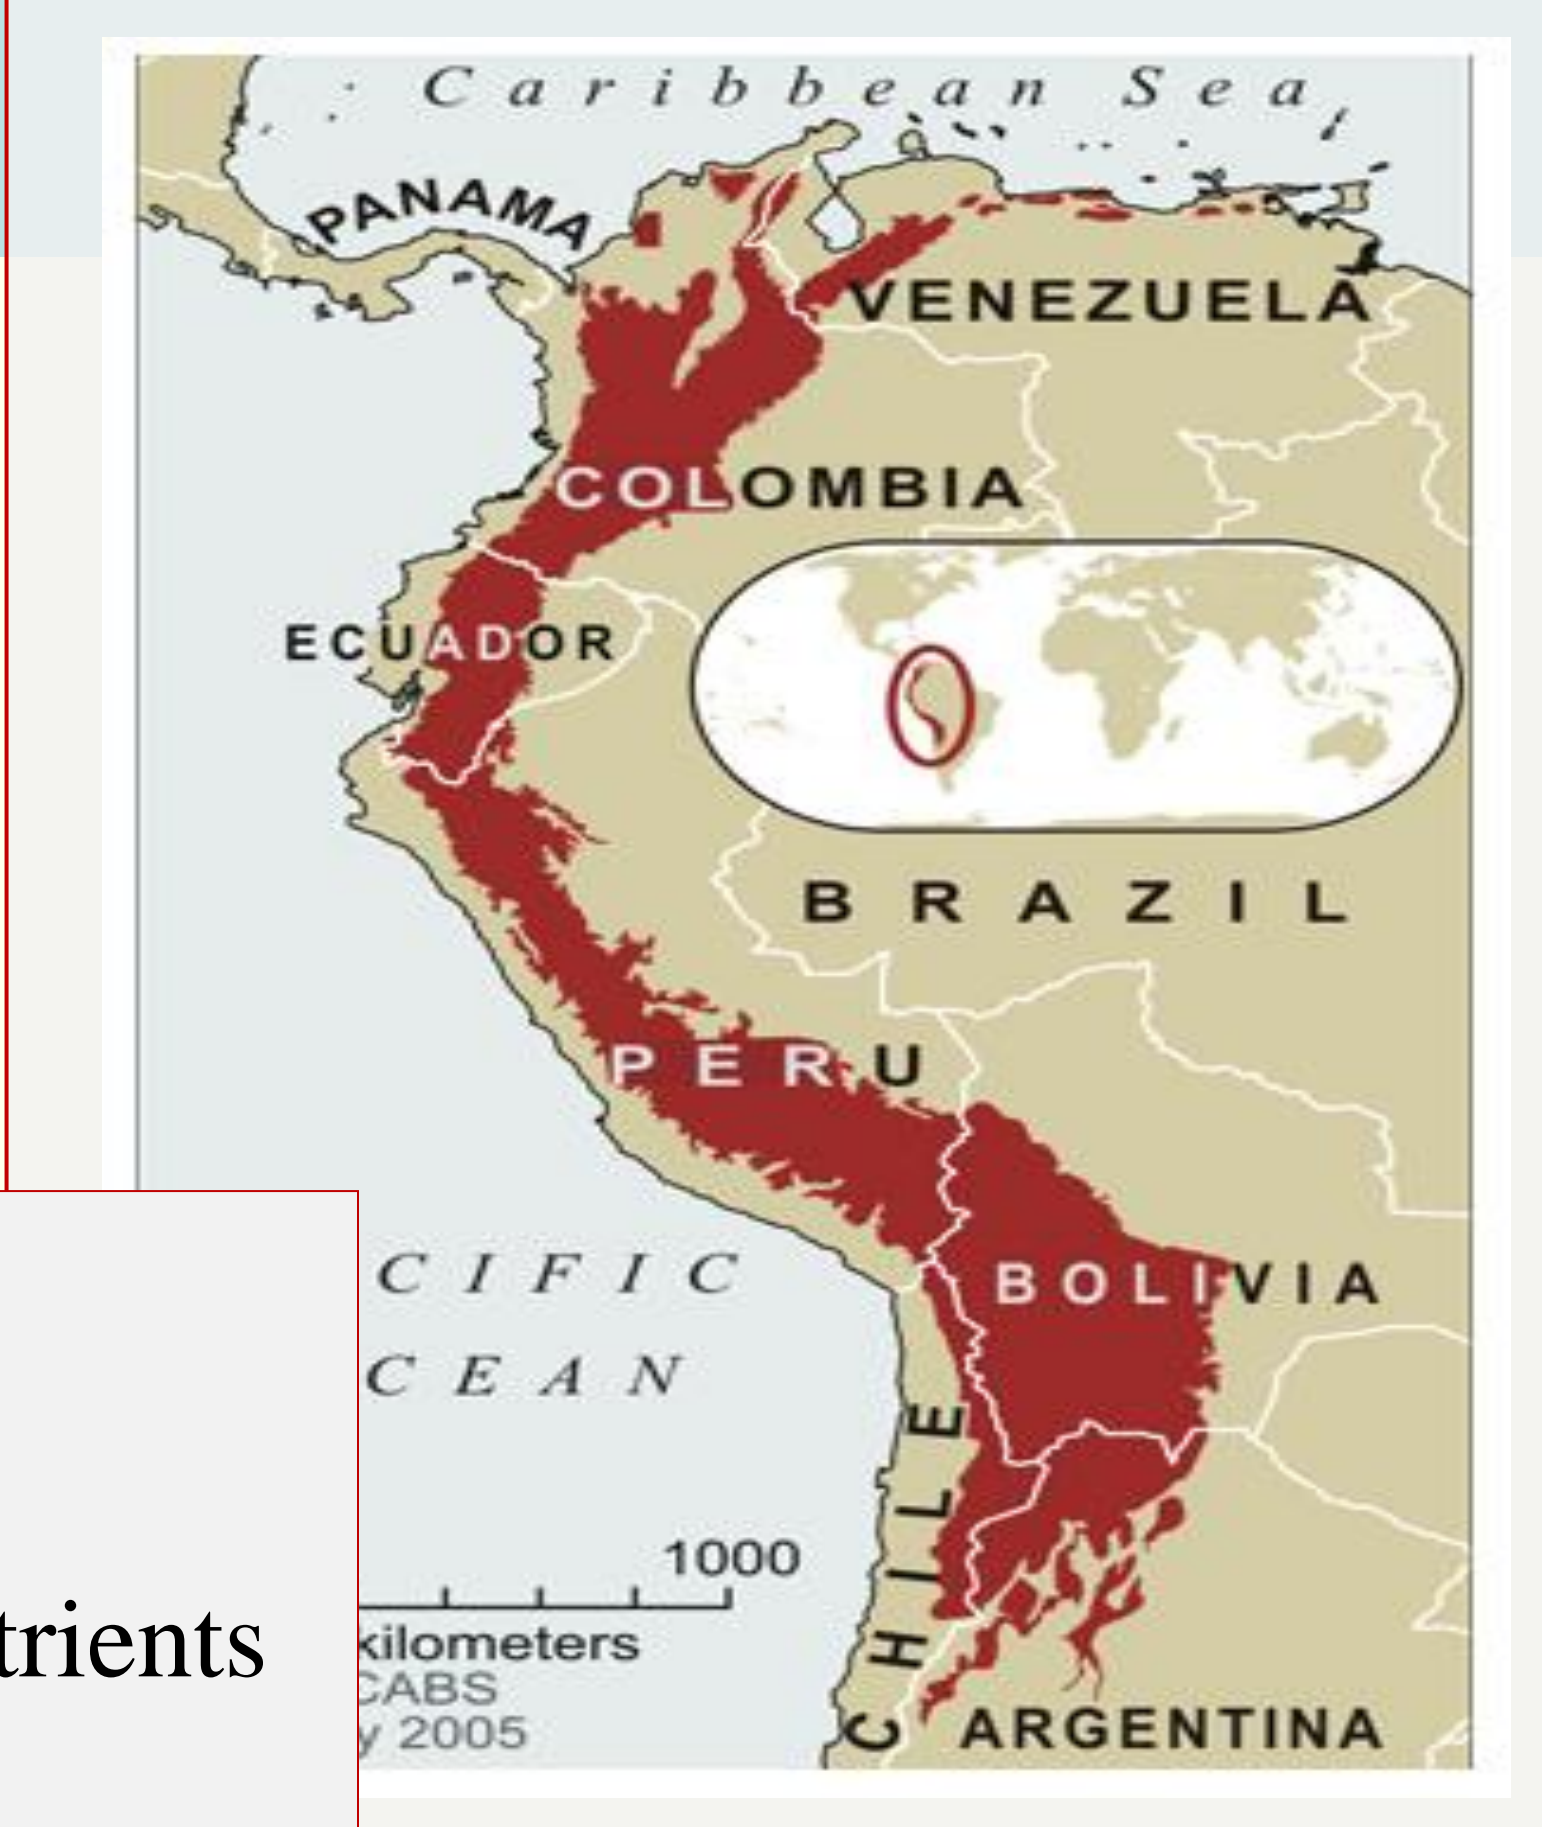 Caribbean Sea
PANAMA
VENEZUELA
COLOMBIA
ECUADOR
BRAZIL
PERU
CIFIC
CEAN
BOLIVIA
CHILE
1000
kilometers
CABS
y 2005
trients
ARGENTINA